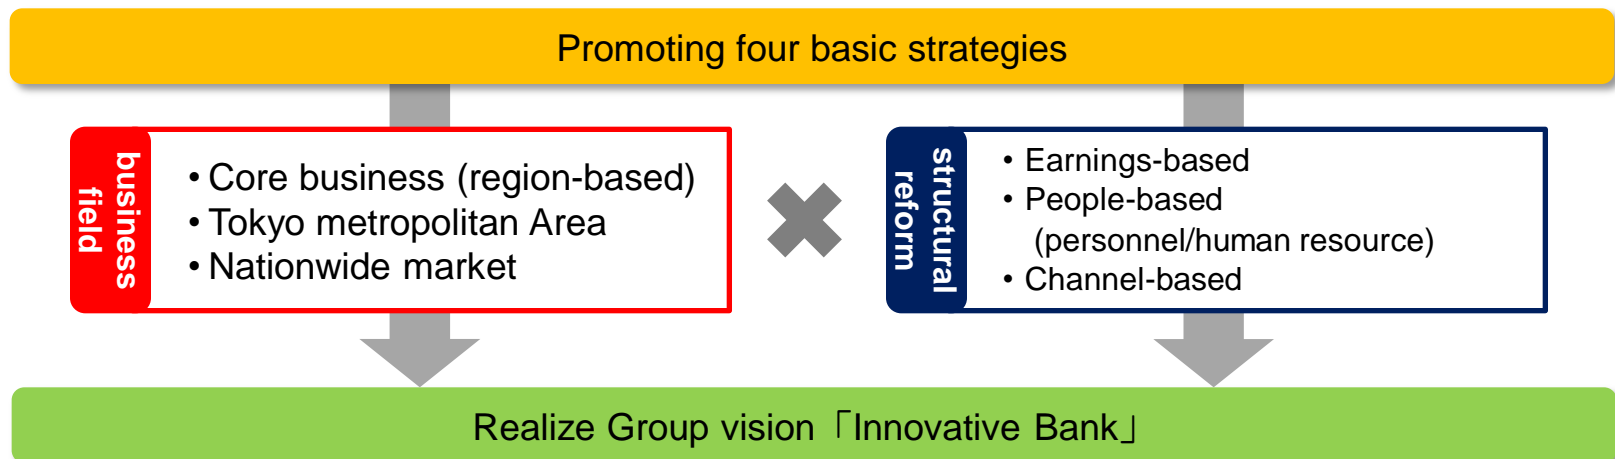 Promoting four basic strategies
business
field
• Core business (region-based)
• Tokyo metropolitan Area
• Nationwide market
structural
reform
• Earnings-based
• People-based
(personnel/human resource)
• Channel-based
Realize Group vision「Innovative Bank」